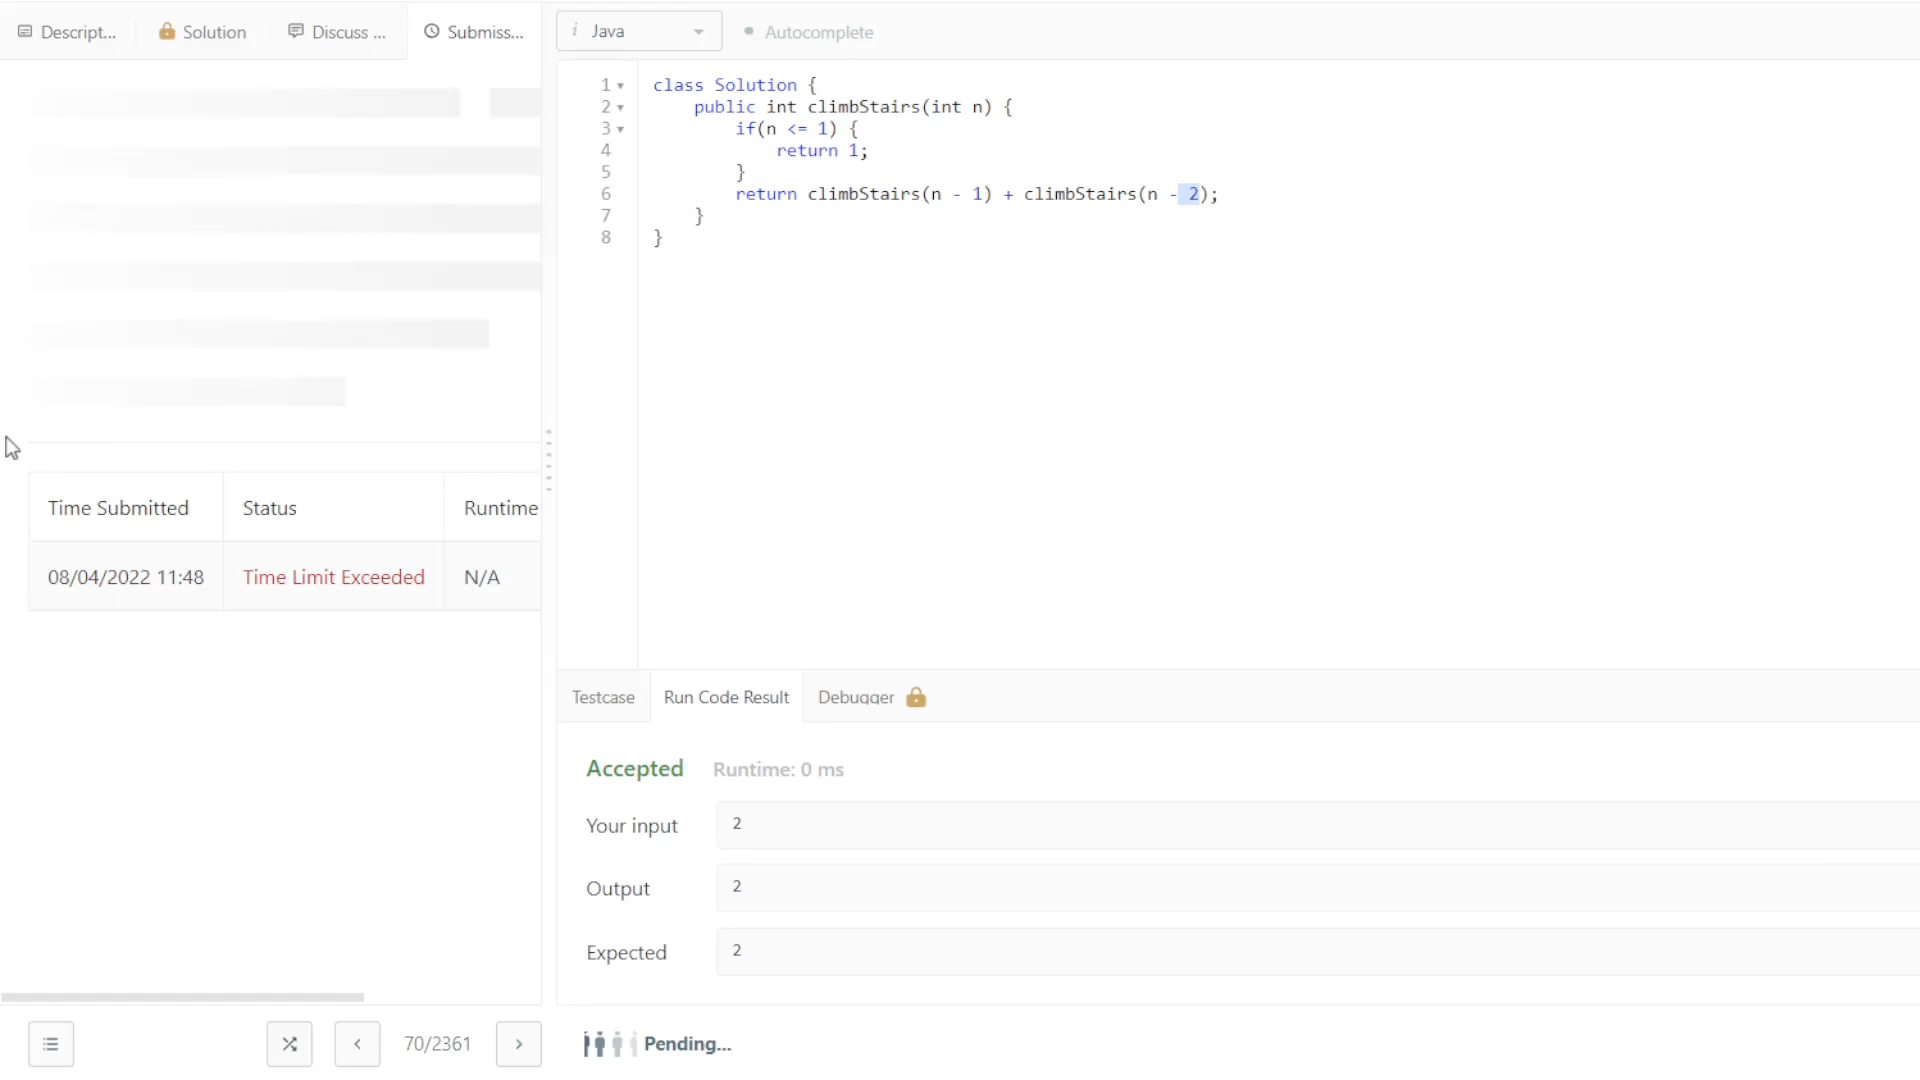 Descript...
Solution
Discuss ...
Submiss...
i Java
Autocomplete
1 class Solution {
2 public int climbStairs(int n) {
3 if(n <= 1) {
4 return 1;
5 }
6 return climbStairs(n - 1) + climbStairs(n - 2);
7 }
8 }
Time Submitted Status Runtime
08/04/2022 11:48 Time Limit Exceeded N/A
Testcase
Run Code Result
Debugger
Accepted Runtime: 0 ms
Your input 2
Output 2
Expected 2
70/2361
Pending...